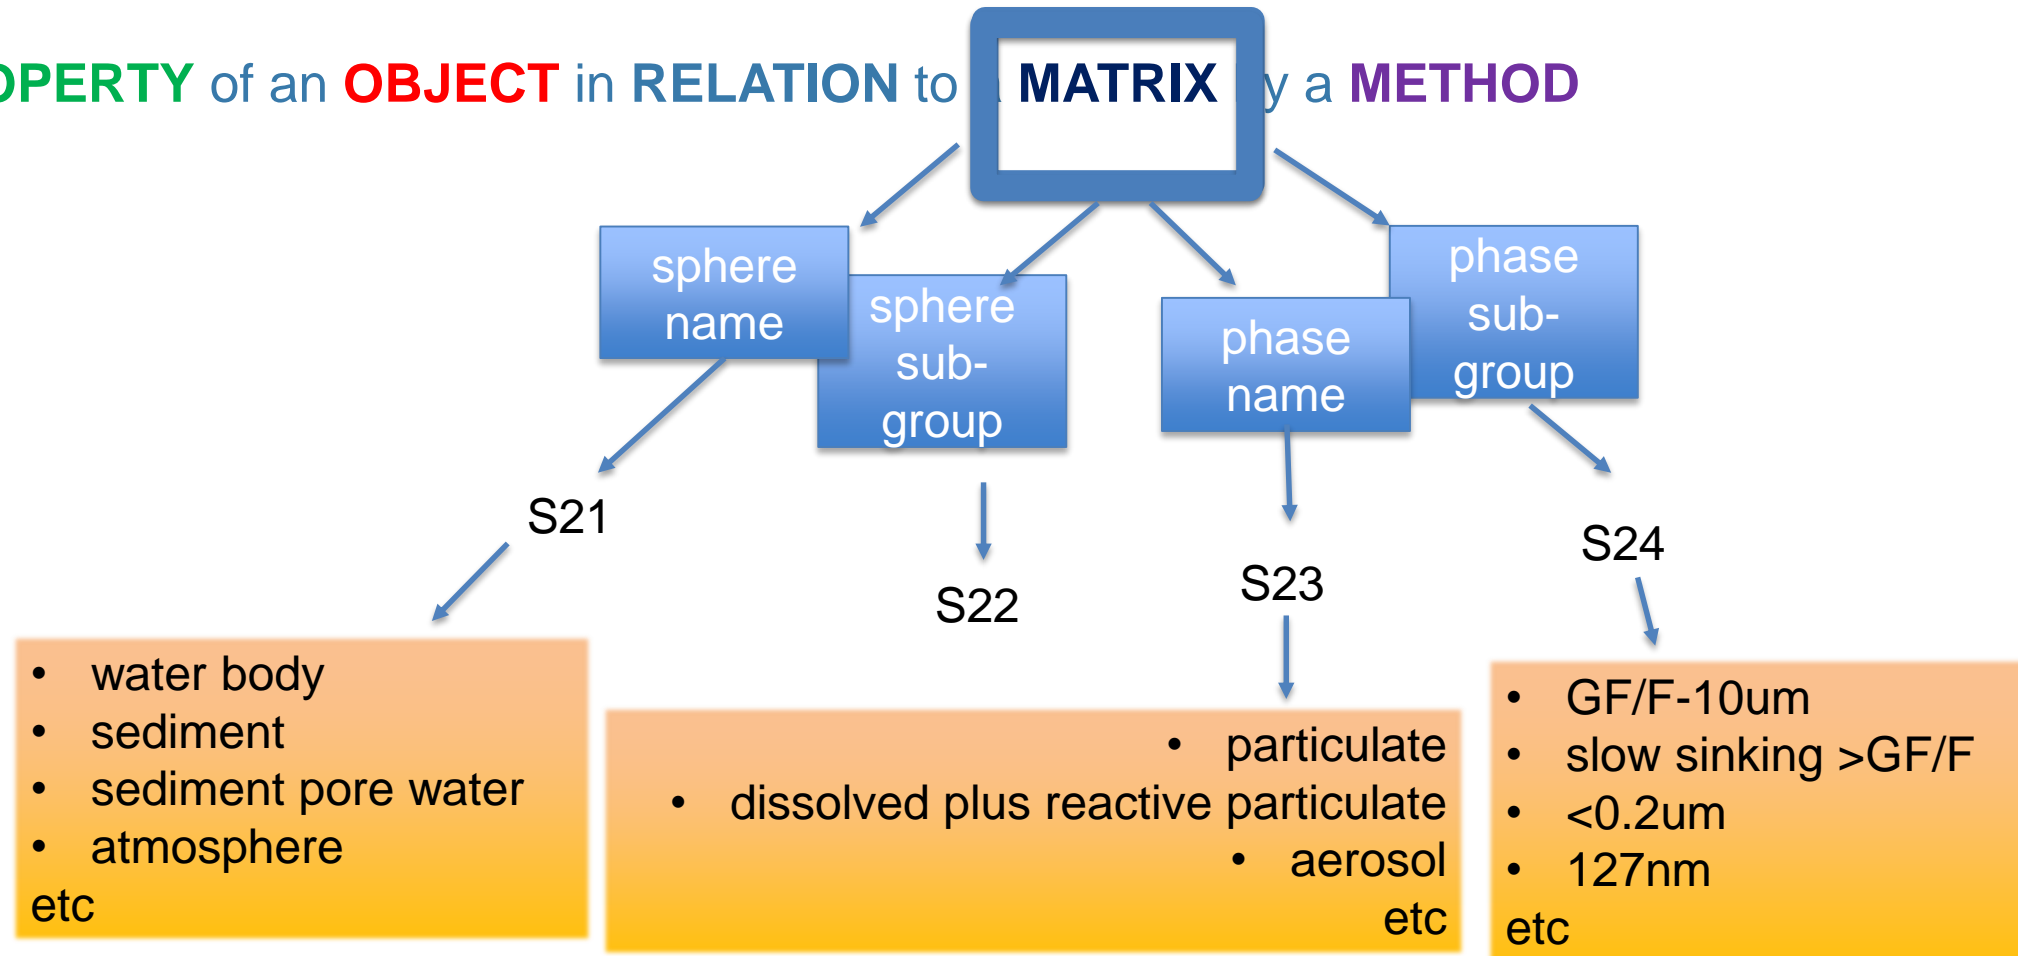 OPERTY of an OBJECT in RELATION to a MATRIX y a METHOD
sphere
name
sphere
sub-
group
phase
name
phase
sub-
group
S21
S22
S23
S24
• water body
• sediment
• sediment pore water
• atmosphere
etc
• particulate
• dissolved plus reactive particulate
• aerosol
etc
• GF/F-10um
• slow sinking >GF/F
• <0.2um
• 127nm
etc